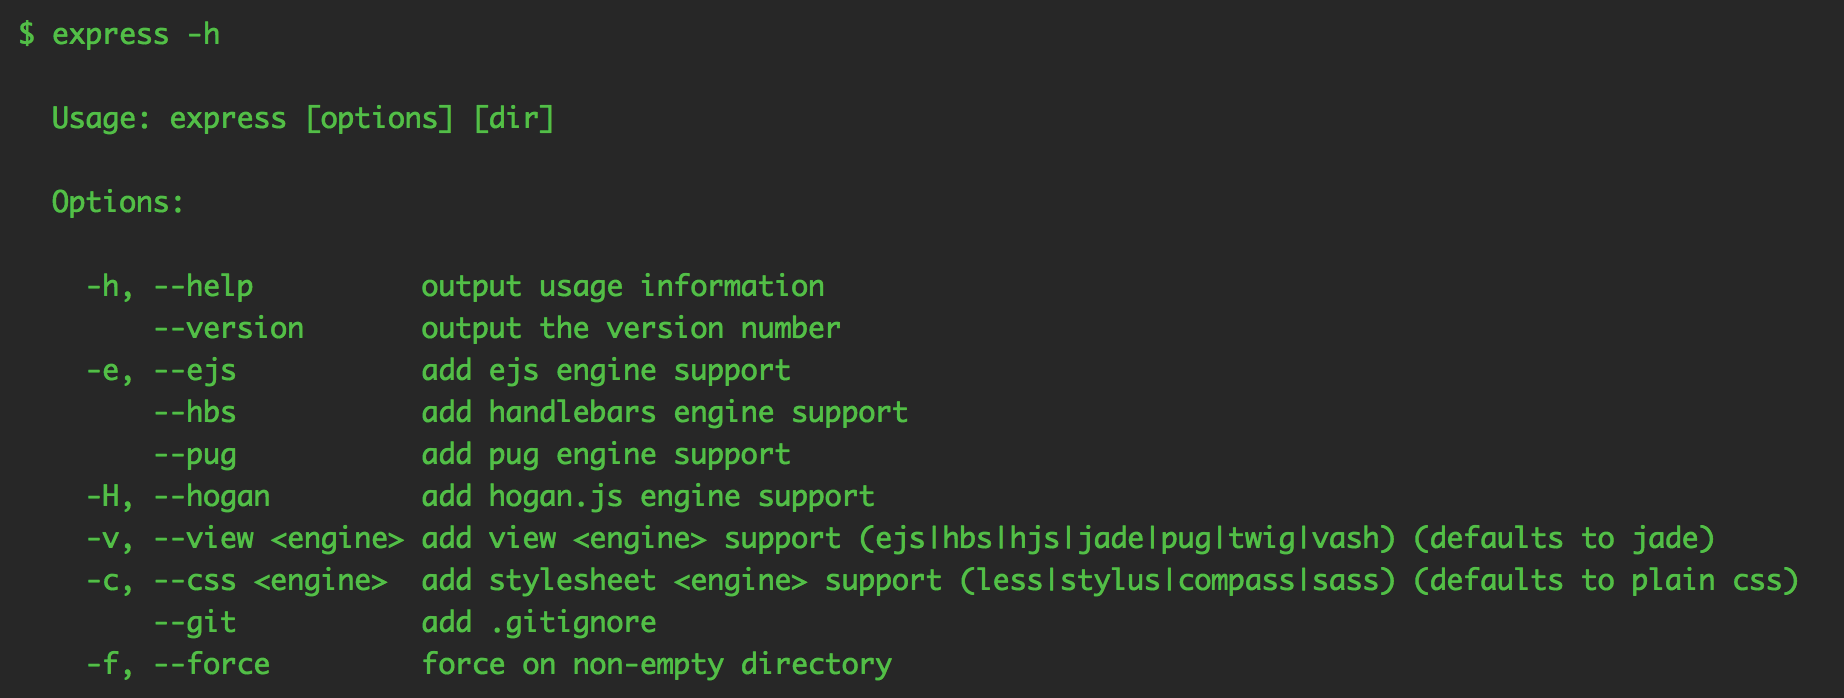 $ express -h
Usage: express [options] [dir]
Options:
-h, --help          output usage information
    --version       output the version number
-e, --ejs           add ejs engine support
    --hbs           add handlebars engine support
    --pug           add pug engine support
-H, --hogan         add hogan.js engine support
-v, --view <engine> add view <engine> support (ejs|hbs|hjs|jade|pug|twig|vash) (defaults to jade)
-c, --css <engine>  add stylesheet <engine> support (less|stylus|compass|sass) (defaults to plain css)
    --git           add .gitignore
-f, --force         force on non-empty directory